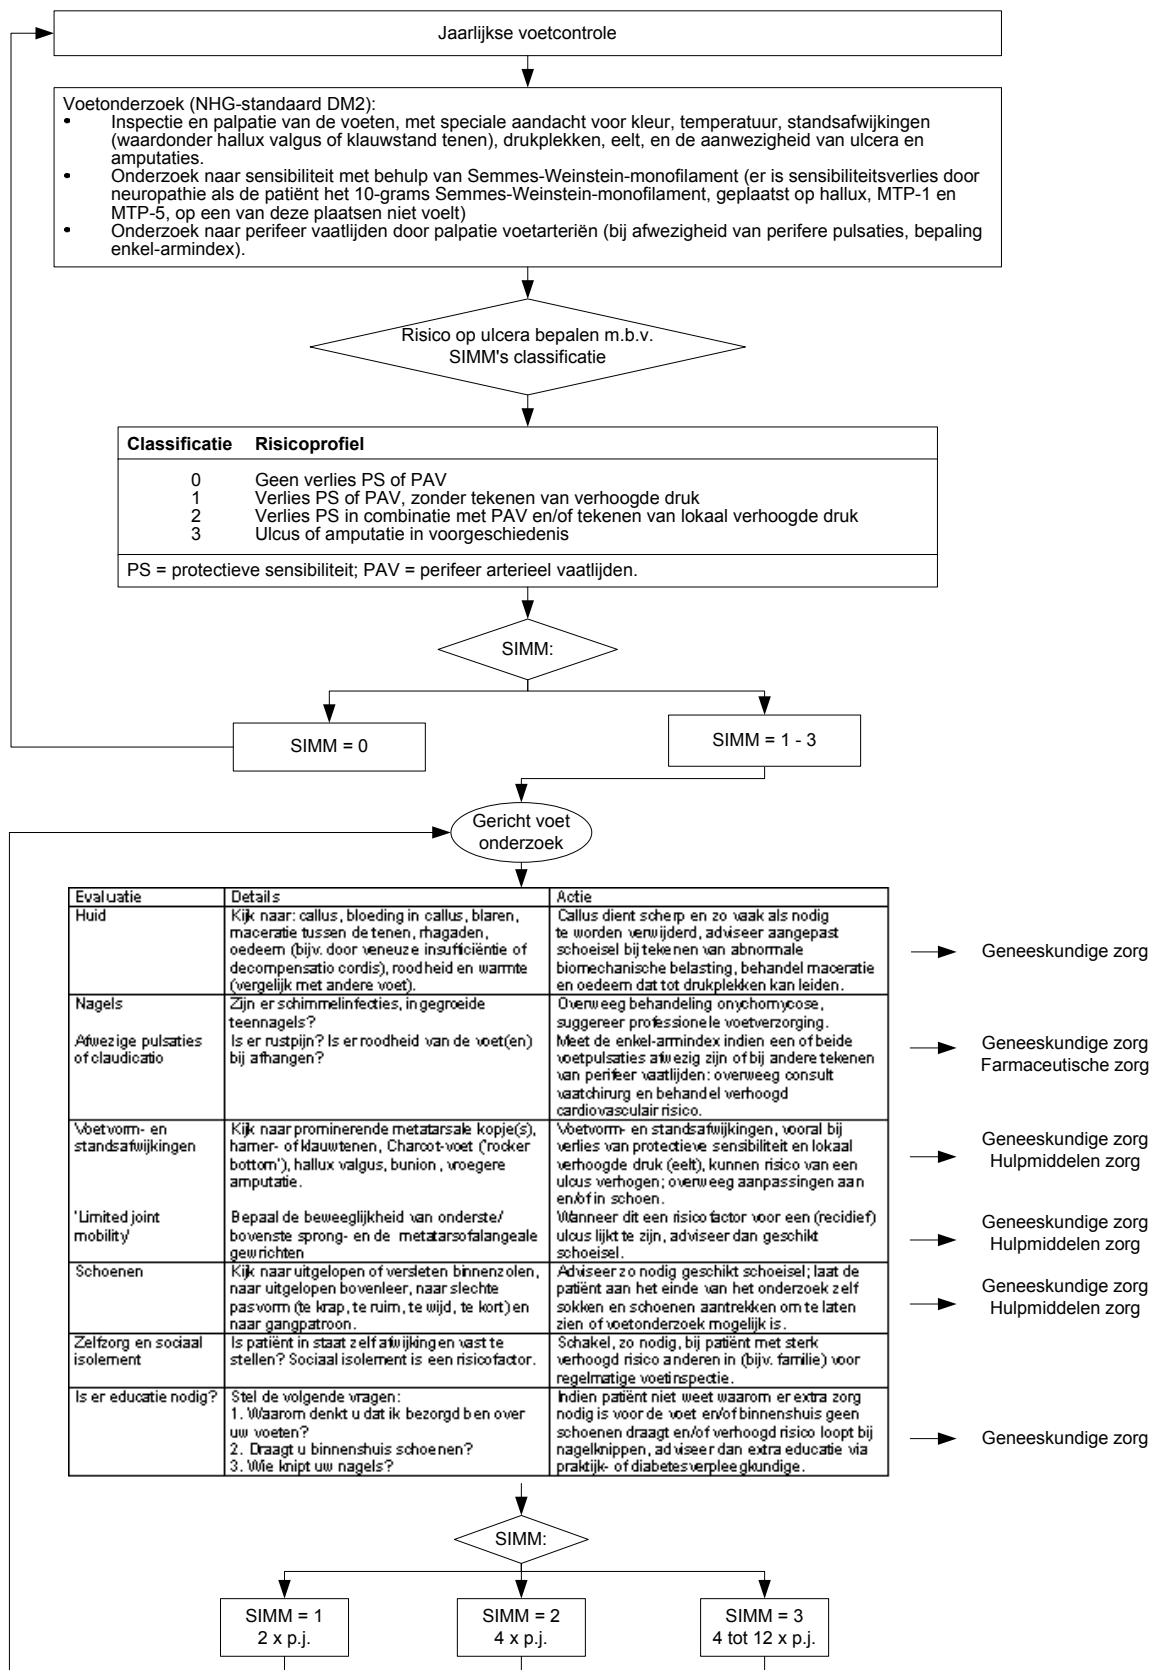 Jaarlijkse voetcontrole
Voetonderzoek (NHG-standaard DM2):
• Inspectie en palpatie van de voeten, met speciale aandacht voor kleur, temperatuur, standsafwijkingen
(waardonder hallux valgus of klauwstand tenen), drukplekken, eelt, en de aanwezigheid van ulcera en
amputaties.
• Onderzoek naar sensibiliteit met behulp van Semmes-Weinstein-monofilament (er is sensibiliteitsverlies door
neuropathie als de patiënt het 10-grams Semmes-Weinstein-monofilament, geplaatst op hallux, MTP-1 en
MTP-5, op een van deze plaatsen niet voelt)
• Onderzoek naar perifeer vaatlijden door palpatie voetarteriën (bij afwezigheid van perifere pulsaties, bepaling
enkel-armindex).
Risico op ulcera bepalen m.b.v.
SIMM's classificatie
Classificatie Risicoprofiel
0 Geen verlies PS of PAV
1 Verlies PS of PAV, zonder tekenen van verhoogde druk
2 Verlies PS in combinatie met PAV en/of tekenen van lokaal verhoogde druk
3 Ulcus of amputatie in voorgeschiedenis
PS = protectieve sensibiliteit; PAV = perifeer arterieel vaatlijden.
SIMM:
SIMM = 0
SIMM = 1 - 3
Gericht voet
onderzoek
Evaluatie Details Actie
Huid
Kijk naar: callus, bloeding in callus, blaren,
maceratie tussen de tenen, rhagaden,
oedeem (bijv. door veneuze insufficiëntie of
decompensatio cordis), roodheid en warmte
(vergelijk met andere voet).
Callus dient scherp en zo vaak als nodig
te worden verwijderd, adviseer aangepast
schoeisel bij tekenen van abnormale
biomechanische belasting, behandel maceratie
en oedeem dat tot drukplekken kan leiden.
Geneeskundige zorg
Nagels
Zijn er schimmelinfecties, ingegroeide
teennagels?
Overweeg behandeling onychomycose,
suggereer professionele voetverzorging.
Afwezige pulsaties
of claudicatio
Is er rustpijn? Is er roodheid van de voet(en)
bij afhangen?
Meet de enkel-armindex indien een of beide
voetpulsaties afwezig zijn of bij andere tekenen
van perifeer vaatlijden: overweeg consult
vaatchirurg en behandel verhoogd
cardiovasculair risico.
Geneeskundige zorg
Farmaceutische zorg
Voetvorm- en
standsafwijkingen
Kijk naar prominerende metatarsale kopje(s),
hamer- of klauwtenen, Charcot-voet ('rocker
bottom'), hallux valgus, bunion, vroegere
amputatie.
Voetvorm- en standsafwijkingen, vooral bij
verlies van protectieve sensibiliteit en lokaal
verhoogde druk (eelt), kunnen risico van een
ulcus verhogen; overweeg aanpassingen aan
en/of in schoen.
Geneeskundige zorg
Hulpmiddelen zorg
'Limited joint
mobility'
Bepaal de beweeglijkheid van onderste/
bovenste sprong- en de metatarsofalangeale
gewrichten
Wanneer dit een risicofactor voor een (recidief)
ulcus lijkt te zijn, adviseer dan geschikt
schoeisel.
Geneeskundige zorg
Hulpmiddelen zorg
Schoenen
Kijk naar uitgelopen of versleten binnenzolen,
naar uitgelopen bovenleer, naar slechte
pasvorm (te krap, te ruim, te wijd, te kort) en
naar gangpatroon.
Adviseer zo nodig geschikt schoeisel; laat de
patiënt aan het einde van het onderzoek zelf
sokken en schoenen aantrekken om te laten
zien of voetonderzoek mogelijk is.
Geneeskundige zorg
Hulpmiddelen zorg
Zelfzorg en sociaal
isolement
Is patiënt in staat zelf afwijkingen vast te
stellen? Sociaal isolement is een risicofactor.
Schakel, zo nodig, bij patiënt met sterk
verhoogd risico anderen in (bijv. familie) voor
regelmatige voetinspectie.
Is er educatie nodig?
Stel de volgende vragen:
1. Waarom denkt u dat ik bezorgd ben over
uw voeten?
2. Draagt u binnenshuis schoenen?
3. Wie knipt uw nagels?
Indien patiënt niet weet waarom er extra zorg
nodig is voor de voet en/of binnenshuis geen
schoenen draagt en/of verhoogd risico loopt bij
nagelknippen, adviseer dan extra educatie via
praktijk- of diabetesverpleegkundige.
Geneeskundige zorg
SIMM:
SIMM = 1
2 x p.j.
SIMM = 2
4 x p.j.
SIMM = 3
4 tot 12 x p.j.